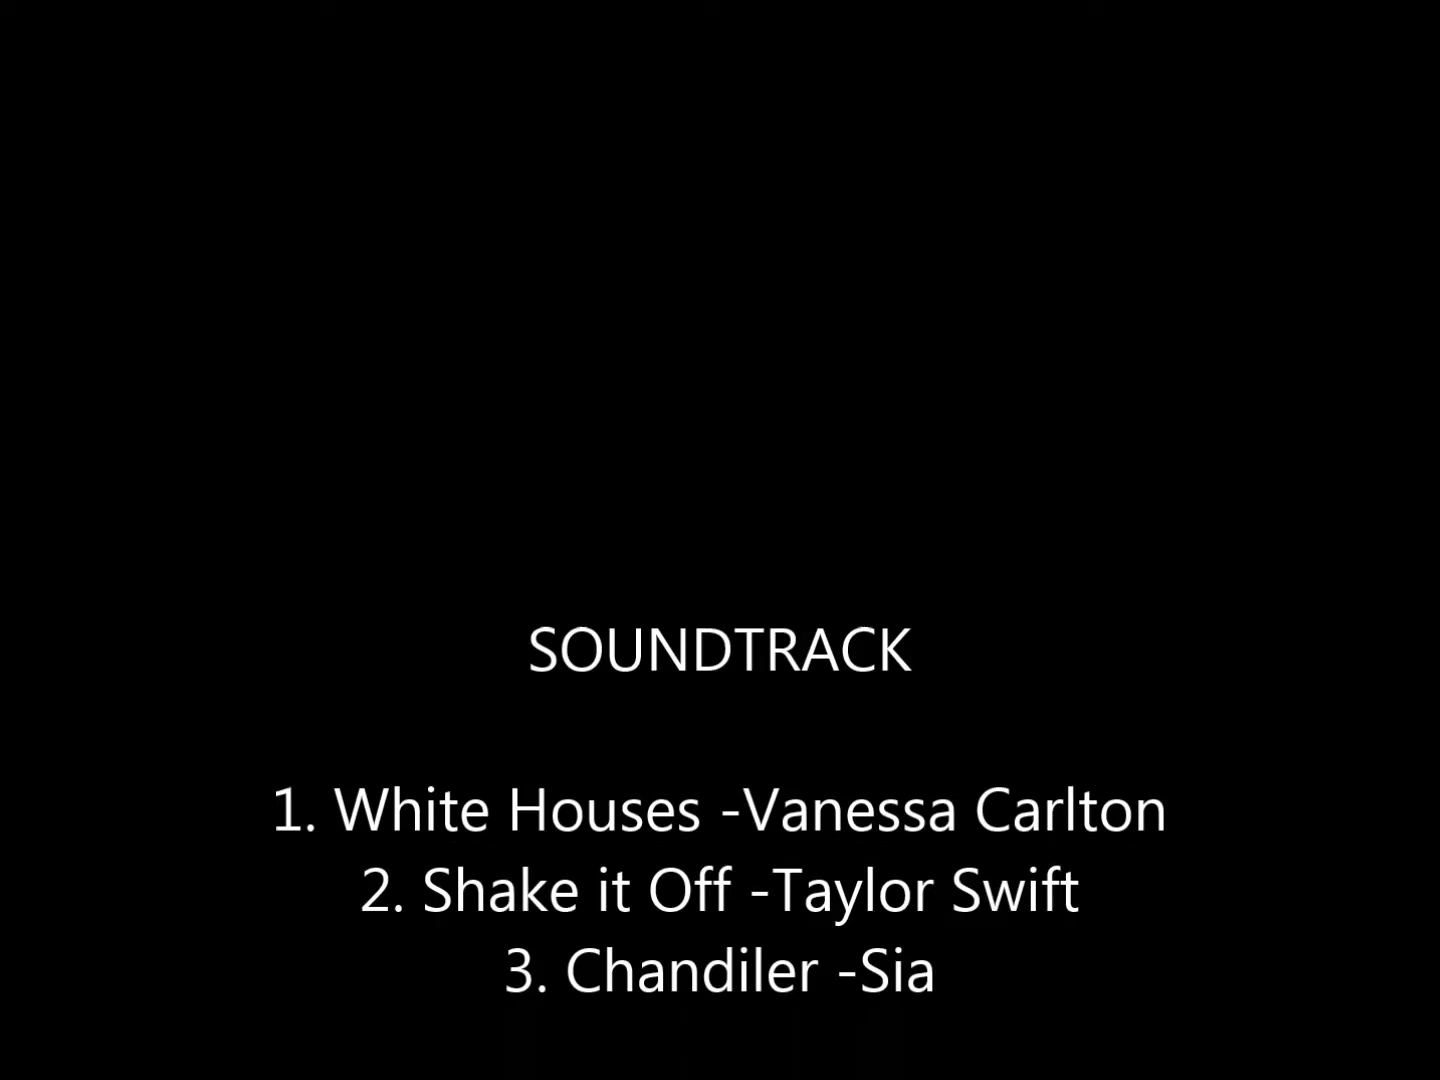 SOUNDTRACK
1. White Houses -Vanessa Carlton
2. Shake it Off -Taylor Swift
3. Chandiler -Sia